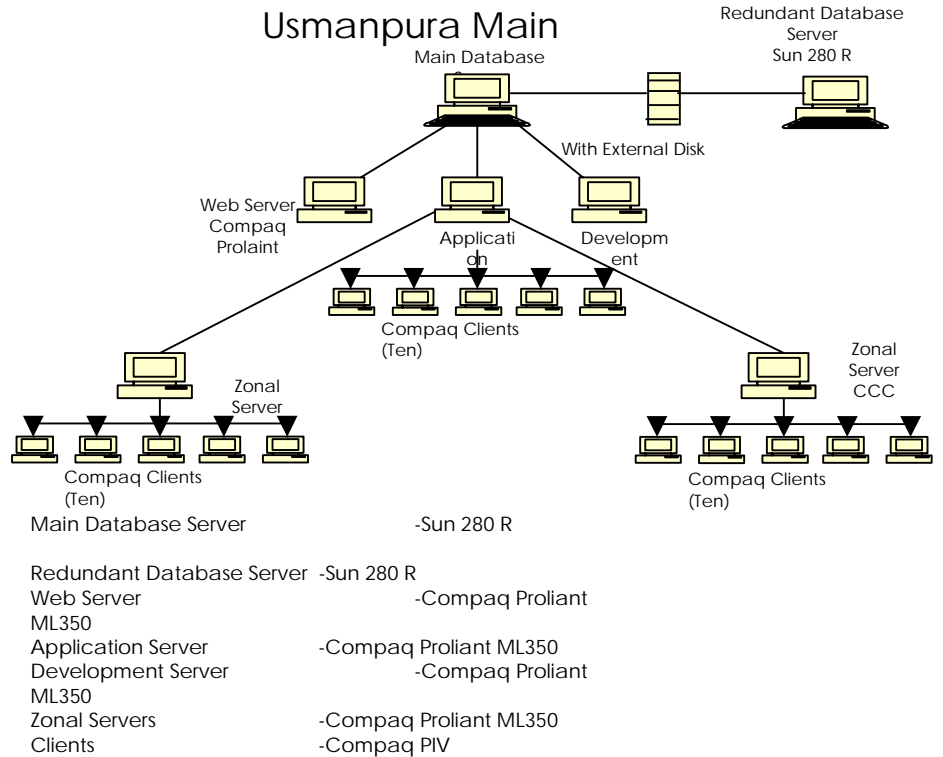 Usmanpura Main
Redundant Database
Server
Sun 280 R
Main Database
With External Disk
Web Server
Compaq
Prolaint
Applicati
on
Developm
ent
Compaq Clients
(Ten)
Zonal
Server
Zonal
Server
CCC
Compaq Clients
(Ten)
Compaq Clients
(Ten)
Main Database Server -Sun 280 R
Redundant Database Server -Sun 280 R
Web Server -Compaq Proliant
ML350
Application Server -Compaq Proliant ML350
Development Server -Compaq Proliant
ML350
Zonal Servers -Compaq Proliant ML350
Clients -Compaq PIV